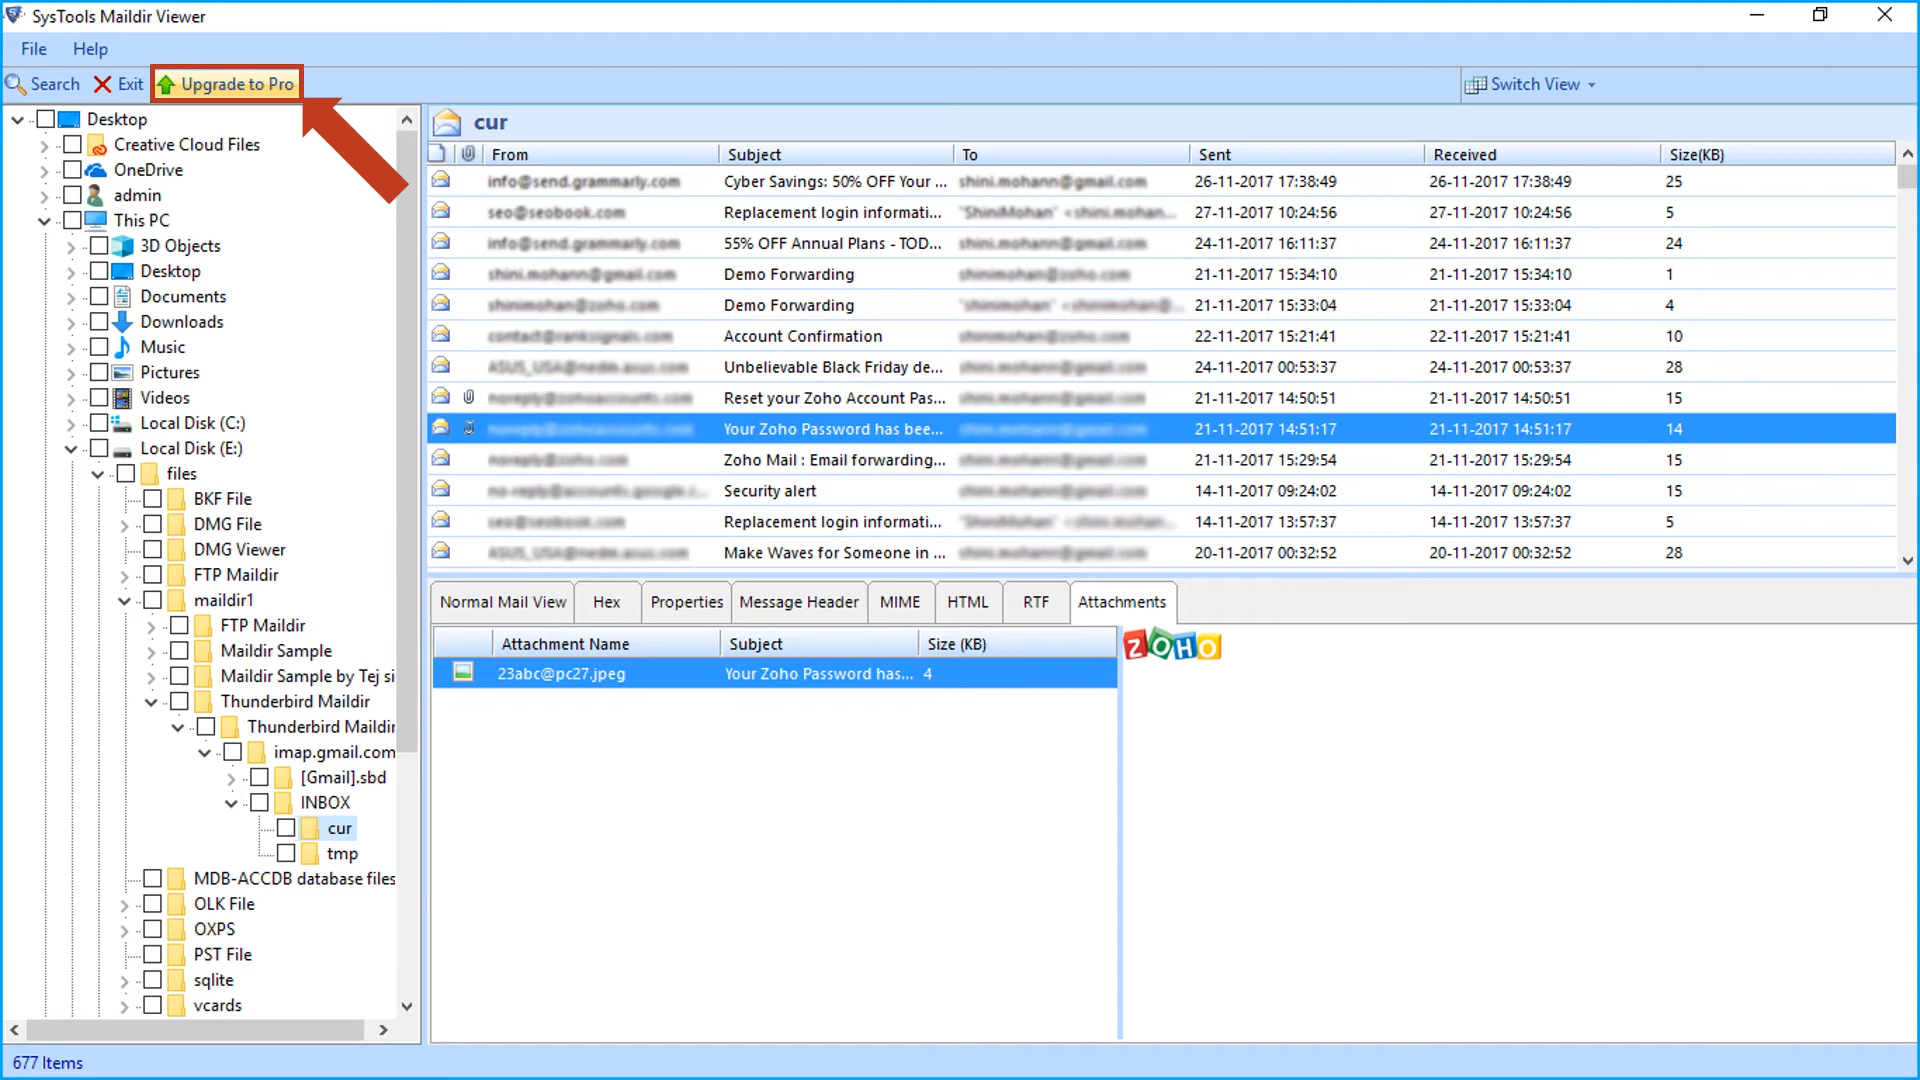 SysTools Maildir Viewer
File Help
Search Exit Upgrade to Pro Switch View
Desktop
Creative Cloud Files
OneDrive
admin
This PC
3D Objects
Desktop
Documents
Downloads
Music
Pictures
Videos
Local Disk (C:)
Local Disk (E:)
files
BKF File
DMG File
DMG Viewer
FTP Maildir
maildir1
FTP Maildir
Maildir Sample
Maildir Sample by Tej si
Thunderbird Maildir
Thunderbird Maildir
imap.gmail.com
[Gmail].sbd
INBOX
cur
tmp
MDB-ACCDB database files
OLK File
OXPS
PST File
sqlite
vcards
cur
From Subject To Sent Received Size(KB)
info@send.grammarly.com Cyber Savings: 50% OFF Your ... shini.mohann@gmail.com 26-11-2017 17:38:49 26-11-2017 17:38:49 25
seo@seobook.com Replacement login informati... "ShiniMohan" <shini.mohan... 27-11-2017 10:24:56 27-11-2017 10:24:56 5
info@send.grammarly.com 55% OFF Annual Plans - TOD... shini.mohann@gmail.com 24-11-2017 16:11:37 24-11-2017 16:11:37 24
shini.mohann@gmail.com Demo Forwarding shinimohan@zoho.com 21-11-2017 15:34:10 21-11-2017 15:34:10 1
shinimohan@zoho.com Demo Forwarding 21-11-2017 15:33:04 21-11-2017 15:33:04 4
Account Confirmation 22-11-2017 15:21:41 22-11-2017 15:21:41 10
Unbelievable Black Friday de... 24-11-2017 00:53:37 24-11-2017 00:53:37 28
Reset your Zoho Account Pas... 21-11-2017 14:50:51 21-11-2017 14:50:51 15
Your Zoho Password has bee... 21-11-2017 14:51:17 21-11-2017 14:51:17 14
Zoho Mail : Email forwarding... 21-11-2017 15:29:54 21-11-2017 15:29:54 15
Security alert 14-11-2017 09:24:02 14-11-2017 09:24:02 15
Replacement login informati... 14-11-2017 13:57:37 14-11-2017 13:57:37 5
Make Waves for Someone in ... 20-11-2017 00:32:52 20-11-2017 00:32:52 28
Normal Mail View Hex Properties Message Header MIME HTML RTF Attachments
Attachment Name Subject Size (KB)
23abc@pc27.jpeg Your Zoho Password has... 4
ZOHO
677 Items